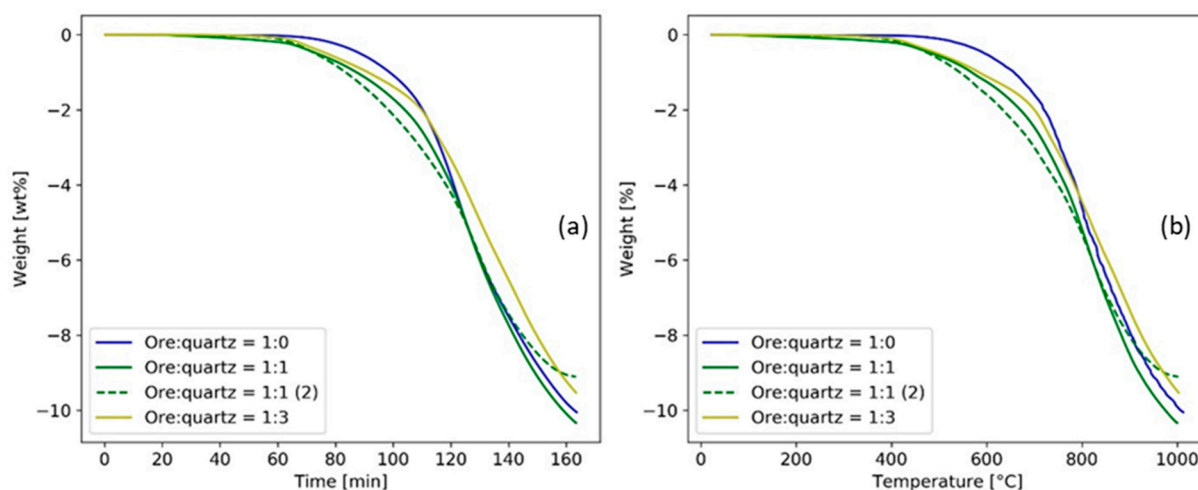 0
−2
−4
−6
−8
−10
Weight [wt%]
(a)
Ore:quartz = 1:0
Ore:quartz = 1:1
Ore:quartz = 1:1 (2)
Ore:quartz = 1:3
0 20 40 60 80 100 120 140 160
Time [min]
0
−2
−4
−6
−8
−10
Weight [%]
(b)
Ore:quartz = 1:0
Ore:quartz = 1:1
Ore:quartz = 1:1 (2)
Ore:quartz = 1:3
0 200 400 600 800 1000
Temperature [°C]